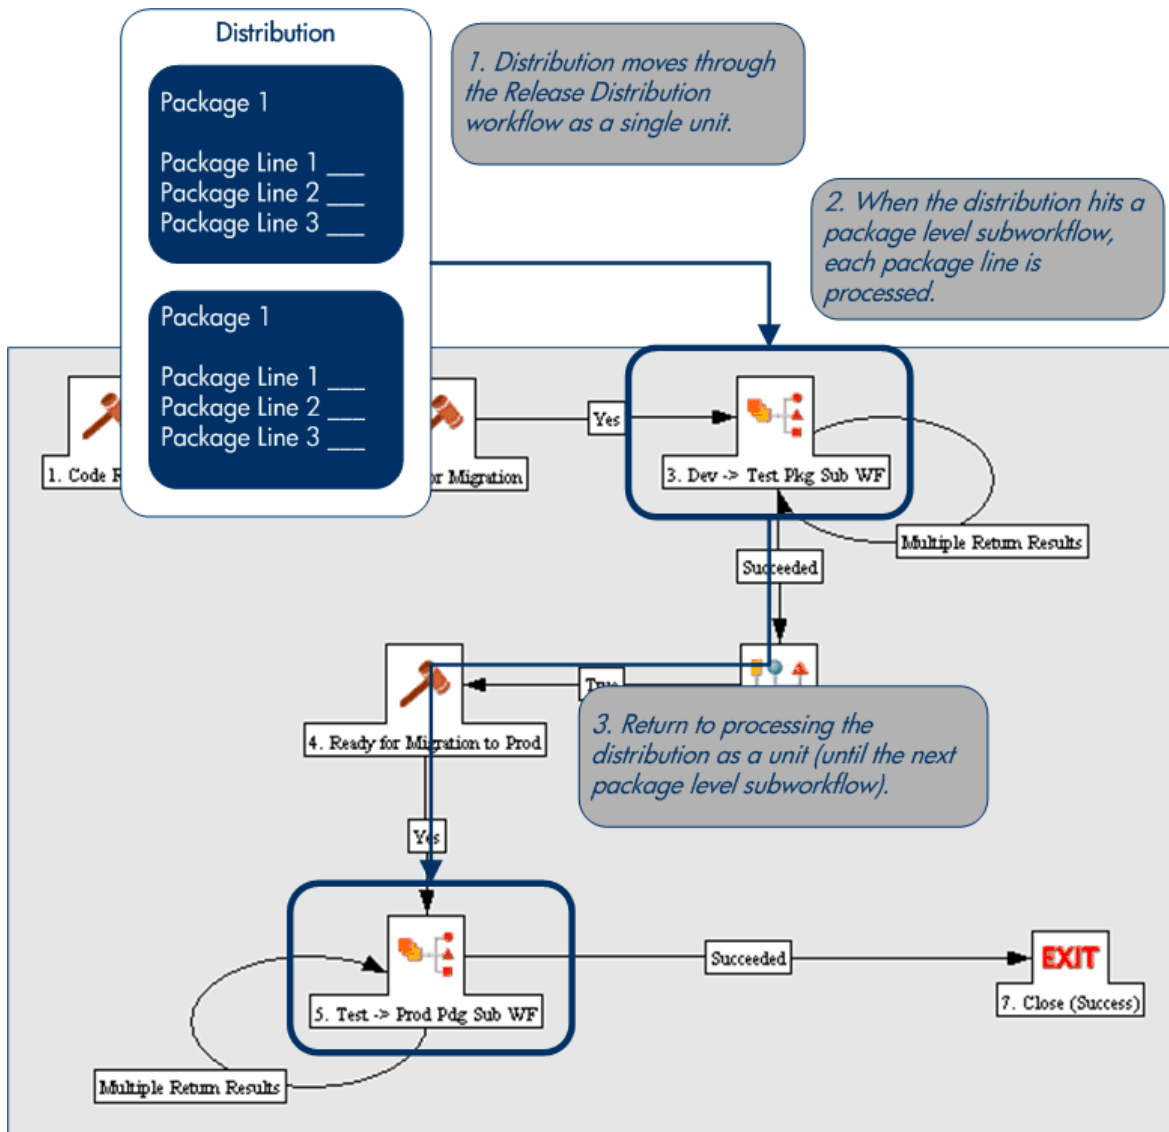 Distribution
Package 1
Package Line 1 ___
Package Line 2 ___
Package Line 3 ___
Package 1
Package Line 1 ___
Package Line 2 ___
Package Line 3 ___
1. Distribution moves through
the Release Distribution
workflow as a single unit.
2. When the distribution hits a
package level subworkflow,
each package line is
processed.
1. Code
or Migration
Yes
3. Dev -> Test Pkg Sub WF
Multiple Return Results
Succeeded
True
4. Ready for Migration to Prod
3. Return to processing the
distribution as a unit (until the next
package level subworkflow).
Yes
5. Test -> Prod Pdg Sub WF
Multiple Return Results
Succeeded
EXIT
7. Close (Success)